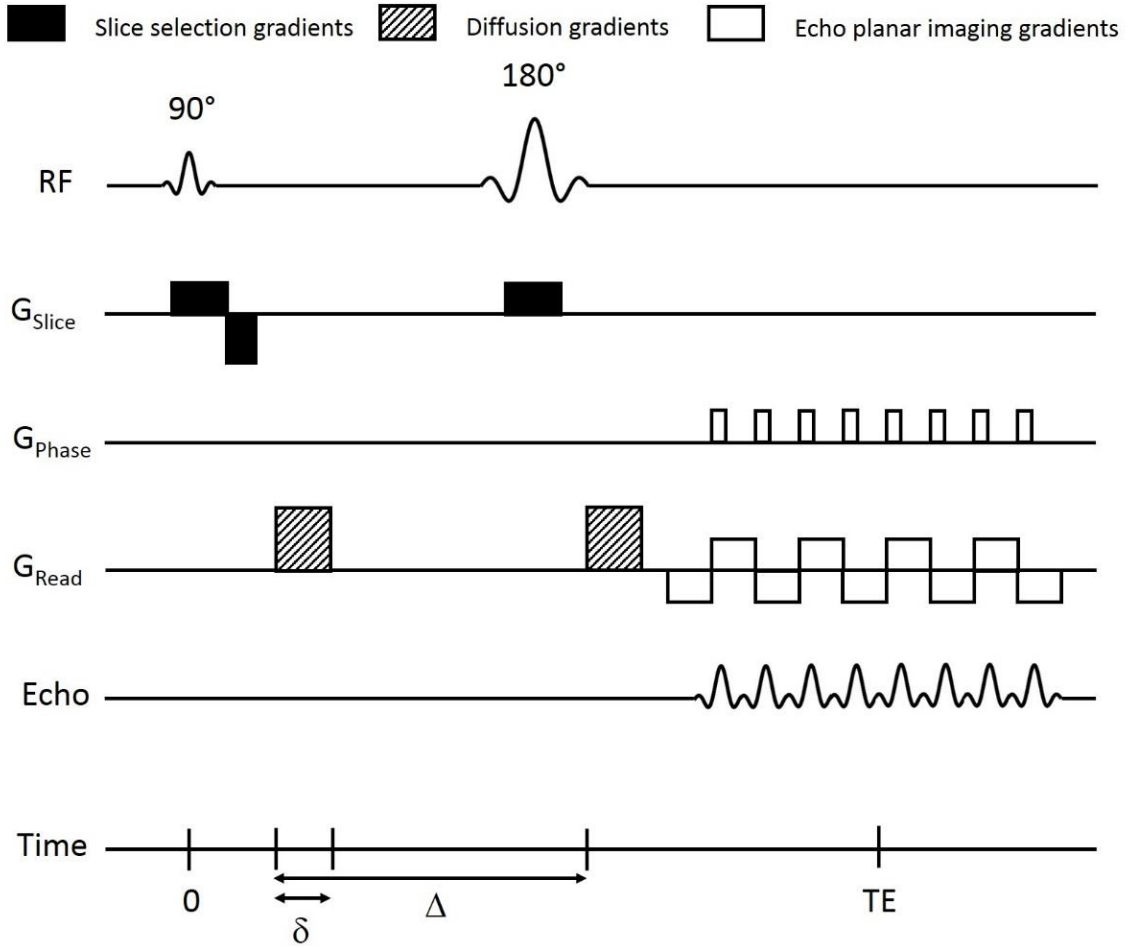 Slice selection gradients Diffusion gradients Echo planar imaging gradients
90°
180°
RF
GSlice
GPhase
GRead
Echo
Time
0
TE
δ
Δ